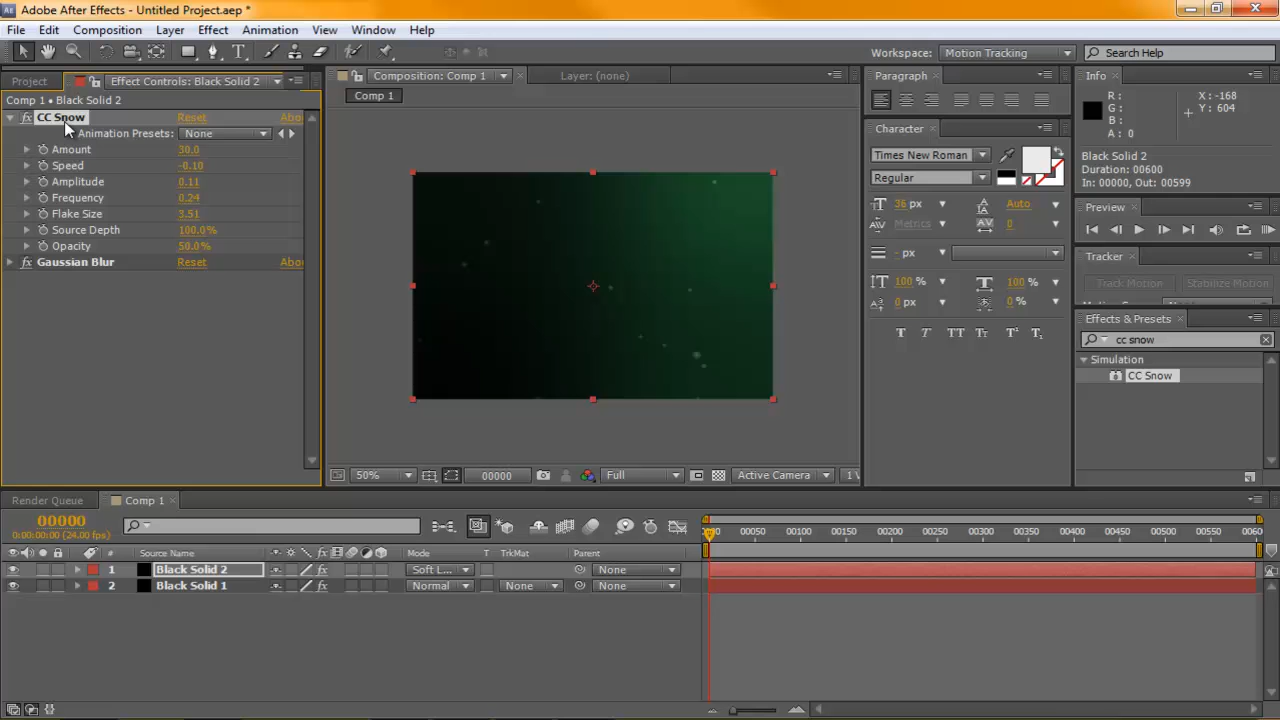 Adobe After Effects - Untitled Project.aep *
File Edit Composition Layer Effect Animation View Window Help
Workspace: Motion Tracking Search Help
Project Effect Controls: Black Solid 2
Comp 1 • Black Solid 2
fx CC Snow Reset Abo
Animation Presets: None
Amount 30.0
Speed -0.10
Amplitude 0.11
Frequency 0.24
Flake Size 3.51
Source Depth 100.0%
Opacity 50.0%
fx Gaussian Blur Reset Abo
Composition: Comp 1 Layer: (none)
Comp 1
50% 00000 Full Active Camera 1
Paragraph
Character
Times New Roman
Regular
36 px Auto
Metrics 0
- px
100 % 100 %
0 px 0 %
T T TT Tт T¹ T₁
Info
R : X : -168
G : Y : 604
B :
A : 0
Black Solid 2
Duration: 00600
In: 00000, Out: 00599
Preview
Tracker
Track Motion Stabilize Motion
Effects & Presets
cc snow
Simulation
CC Snow
Render Queue Comp 1
00000
0:00:00:00 (24.00 fps)
# Source Name Mode T TrkMat Parent
1 Black Solid 2 Soft L... None
2 Black Solid 1 Normal None None
00050 00100 00150 00200 00250 00300 00350 00400 00450 00500 00550 0060